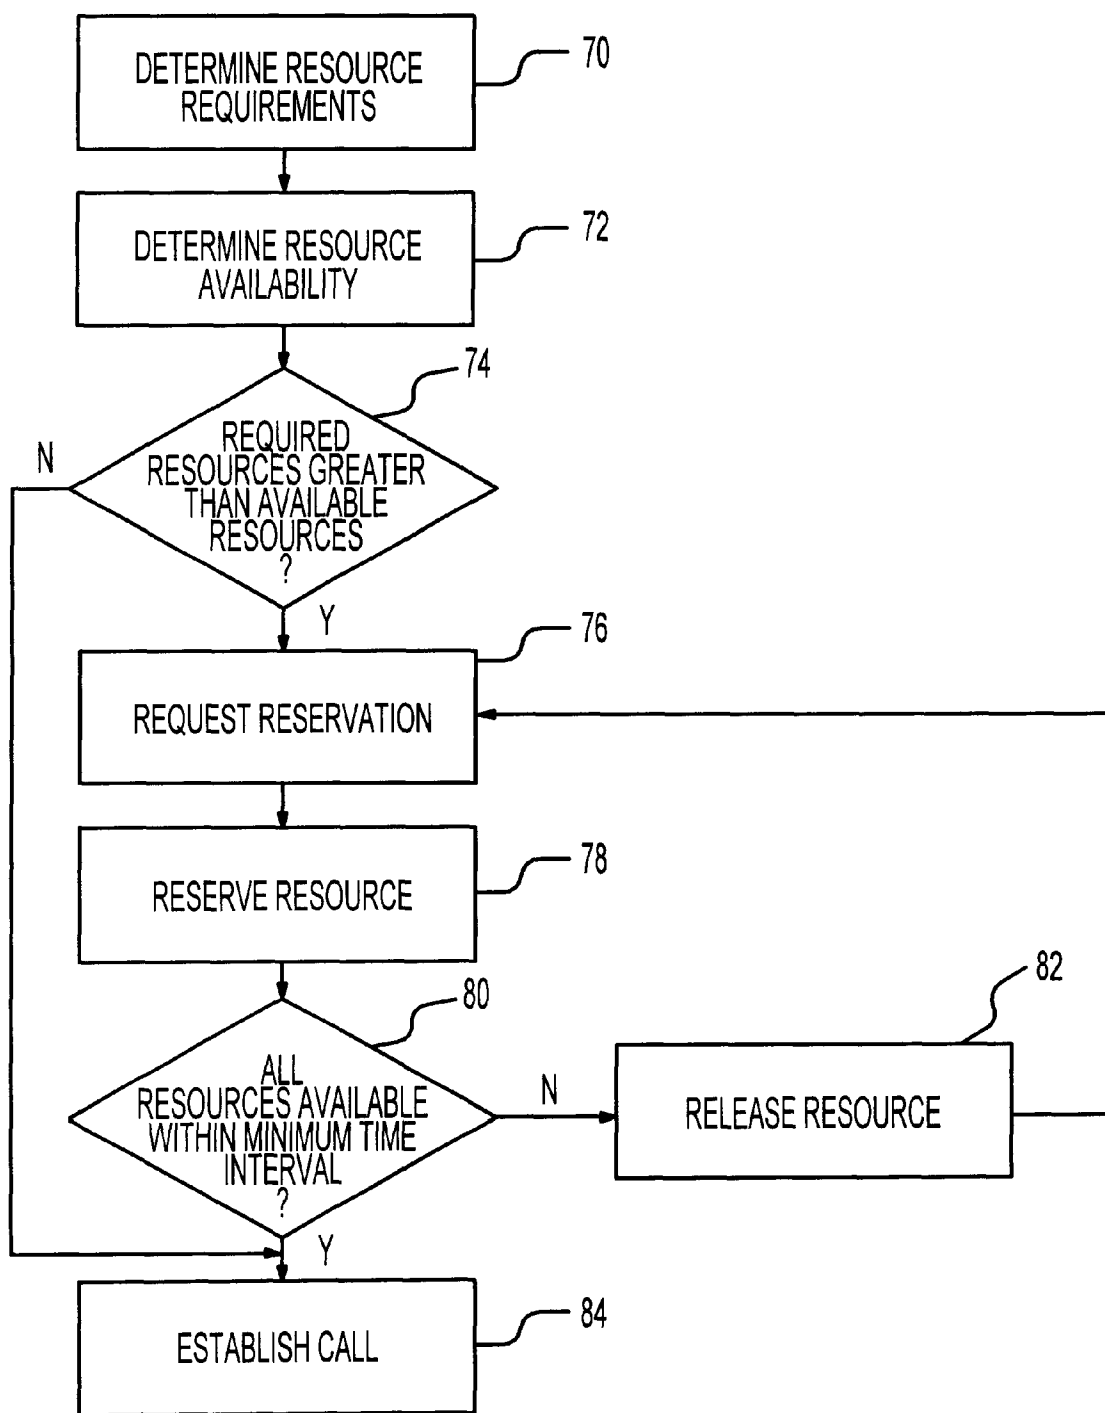 DETERMINE RESOURCE
REQUIREMENTS
70
DETERMINE RESOURCE
AVAILABILITY
72
74
N
REQUIRED
RESOURCES GREATER
THAN AVAILABLE
RESOURCES
?
Y
76
REQUEST RESERVATION
RESERVE RESOURCE
78
80
82
ALL
RESOURCES AVAILABLE
WITHIN MINIMUM TIME
INTERVAL
?
N
RELEASE RESOURCE
Y
84
ESTABLISH CALL